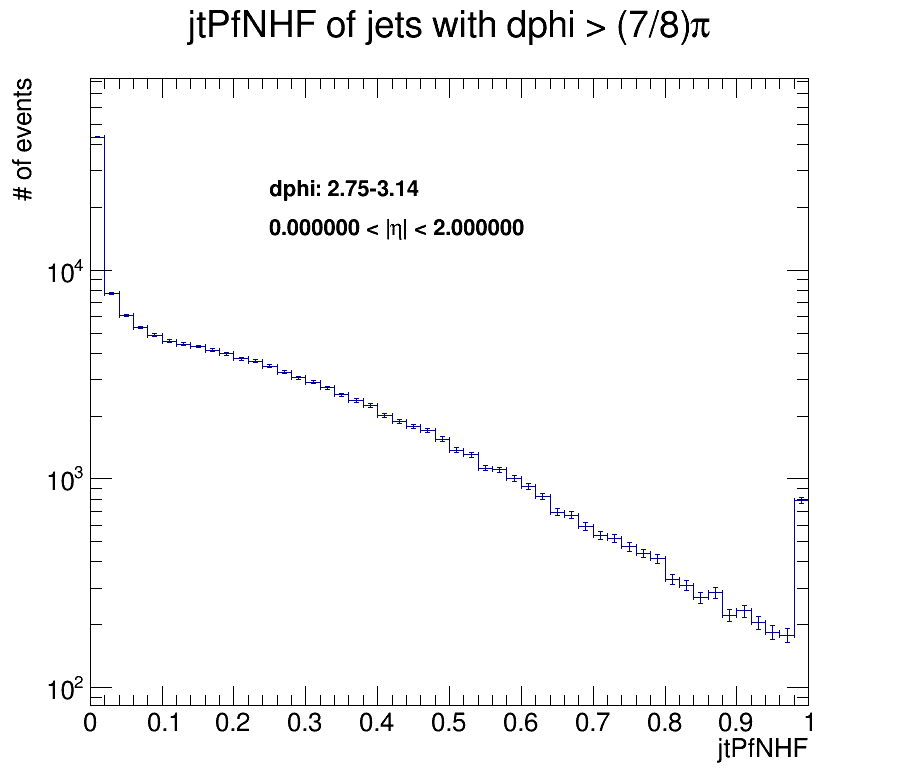 jtPfNHF of jets with dphi > (7/8)π
# of events
dphi: 2.75-3.14
0.000000 < |η| < 2.000000
10^4
10^3
10^2
0 0.1 0.2 0.3 0.4 0.5 0.6 0.7 0.8 0.9 1
jtPfNHF